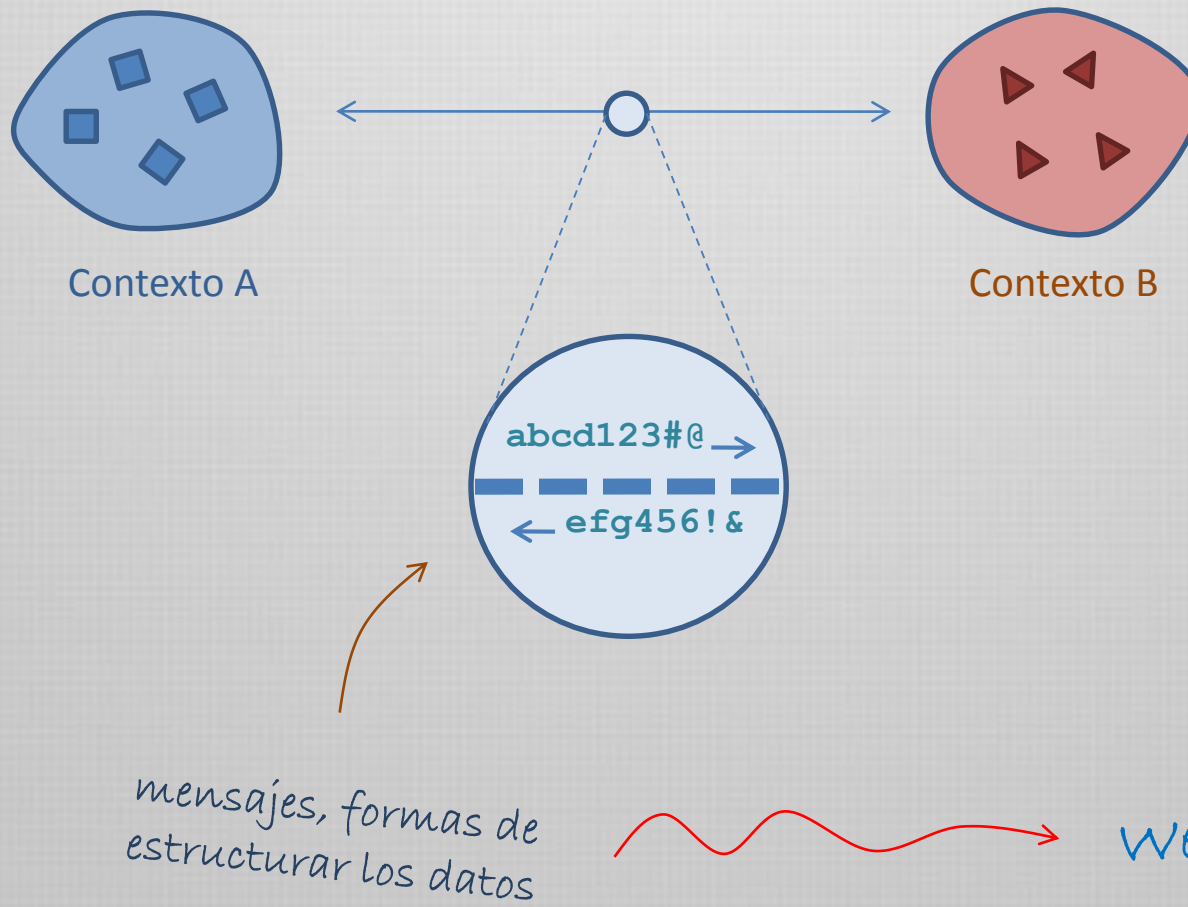 Contexto A
Contexto B
abcd123#@
efg456!&
mensajes, formas de
estructurar los datos